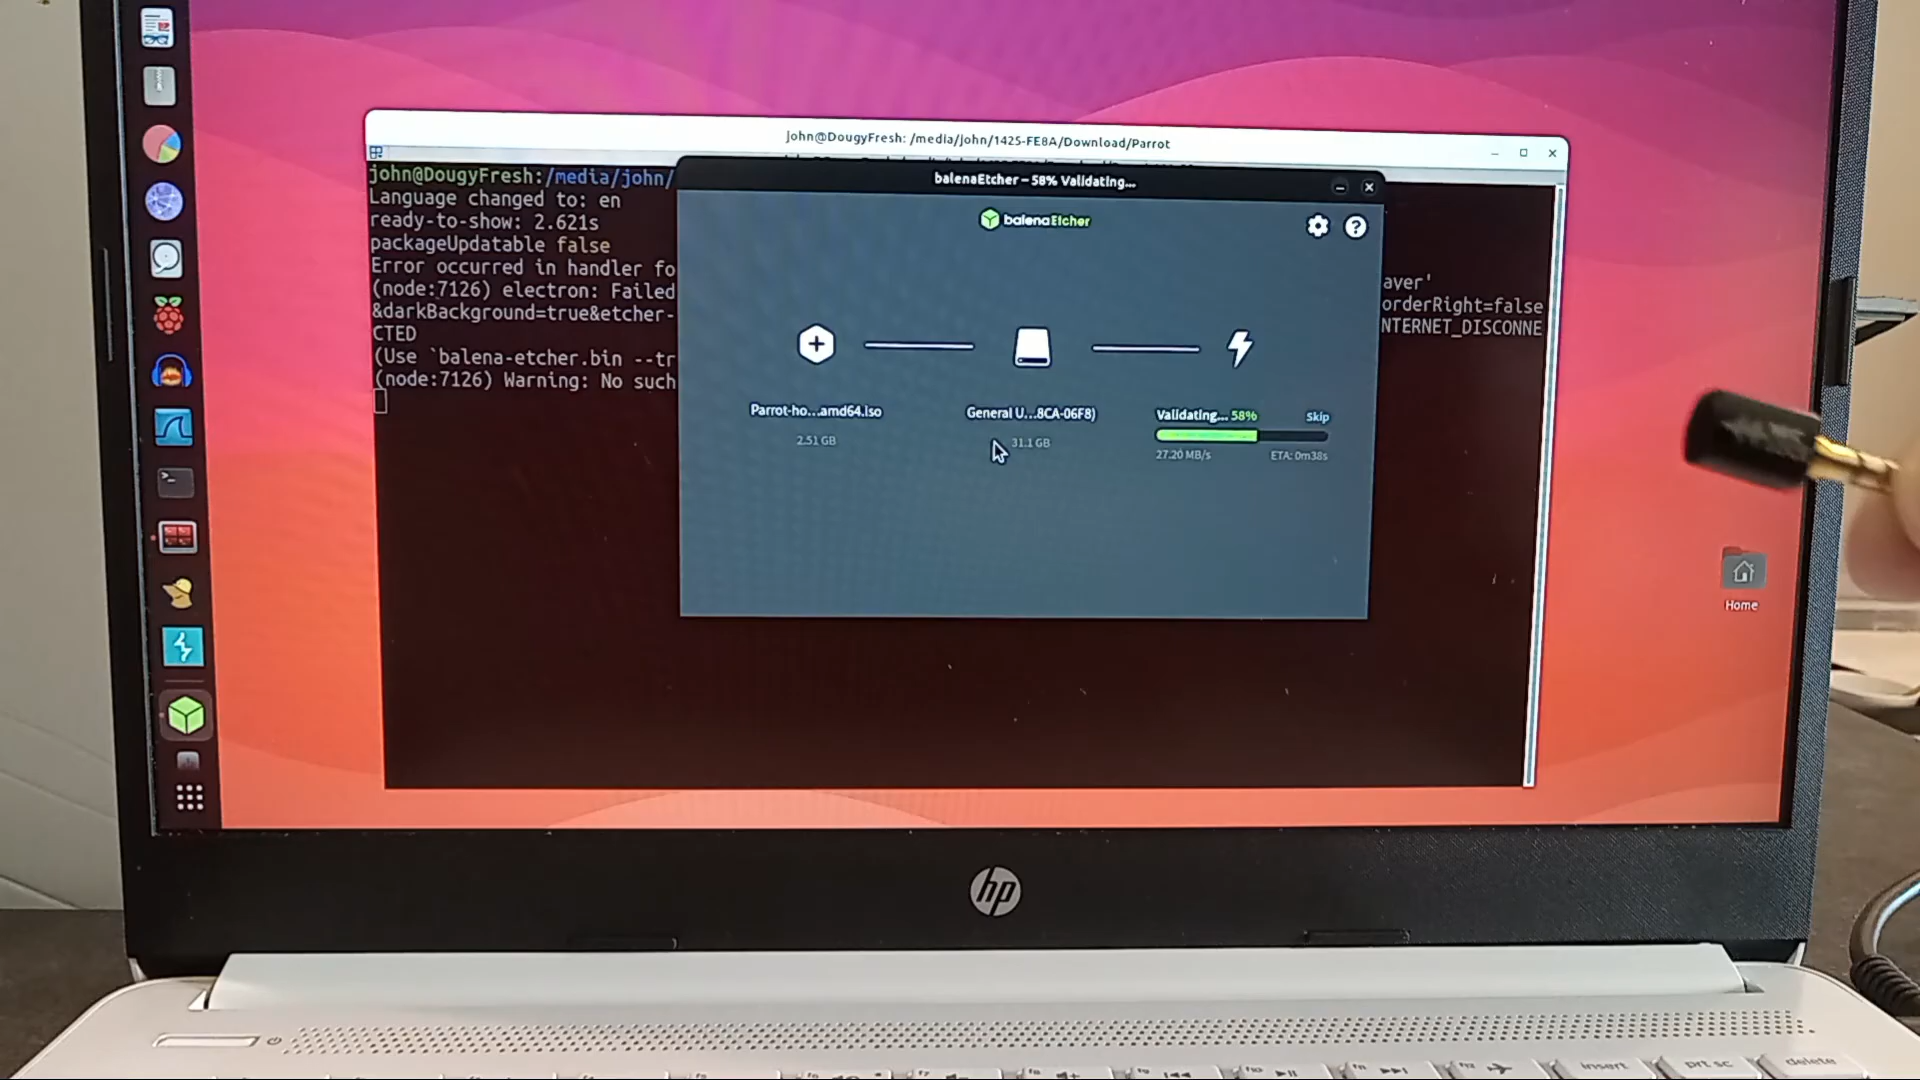 john@DougyFresh: /media/john/1425-FE8A/Download/Parrot
john@DougyFresh:/media/john/
Language changed to: en
ready-to-show: 2.621s
packageUpdatable false
Error occurred in handler fo
aver'
(node:7126) electron: Failed
orderRight=false
&darkBackground=true&etcher-
NTERNET_DISCONNE
CTED
(Use `balena-etcher.bin --tr
(node:7126) Warning: No such
balenaEtcher – 58% Validating...
balenaEtcher
Parrot-ho...amd64.iso
2.51 GB
General U...8CA-06F8)
31.1 GB
Validating... 58%
Skip
27.20 MB/s
ETA: 0m38s
Home
hp
insert
prt sc
delete